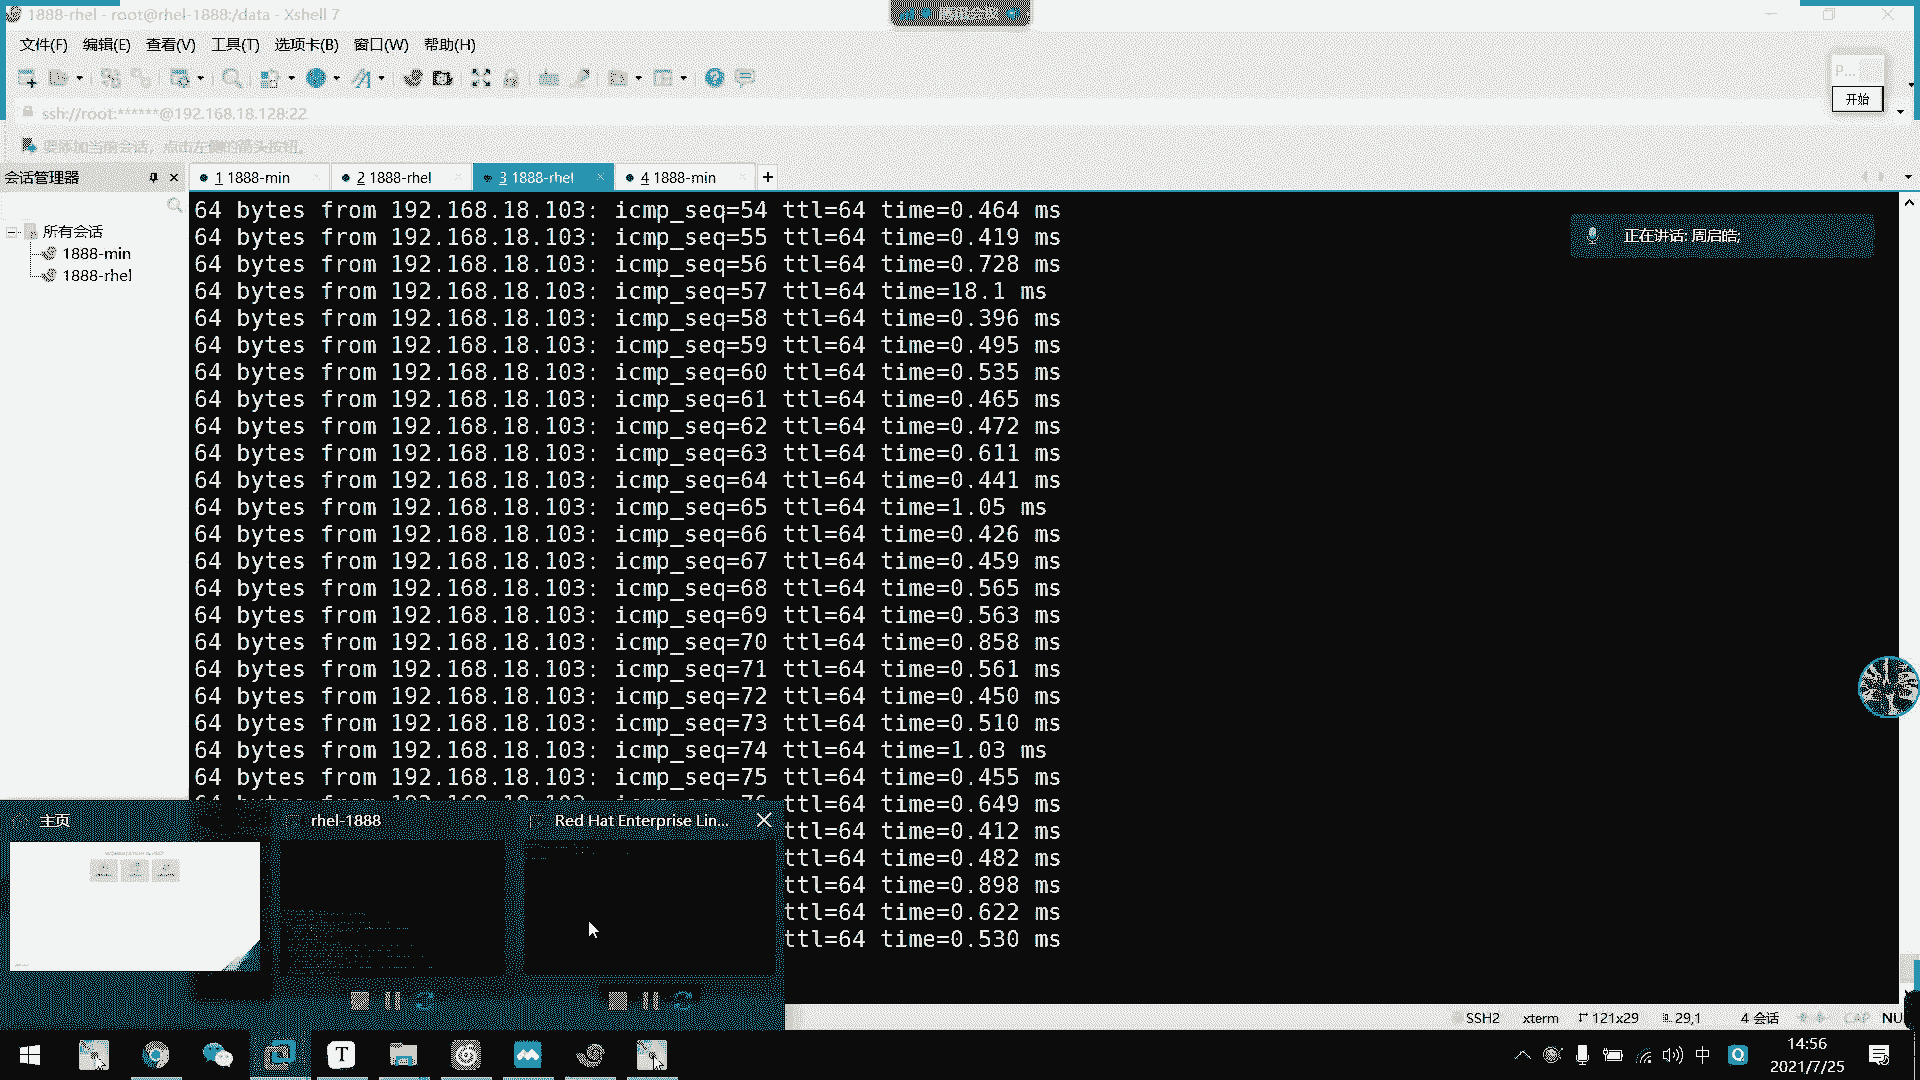 1888-rhel - root@rhel-1888:/data - Xshell 7
文件(F) 编辑(E) 查看(V) 工具(T) 选项卡(B) 窗口(W) 帮助(H)
P...
开始
ssh://root:******@192.168.18.128:22
要添加当前会话，点击左侧的箭头按钮。
会话管理器
1 1888-min
2 1888-rhel
3 1888-rhel
4 1888-min
所有会话
1888-min
1888-rhel
正在讲话: 周启皓;
64 bytes from 192.168.18.103: icmp_seq=54 ttl=64 time=0.464 ms
64 bytes from 192.168.18.103: icmp_seq=55 ttl=64 time=0.419 ms
64 bytes from 192.168.18.103: icmp_seq=56 ttl=64 time=0.728 ms
64 bytes from 192.168.18.103: icmp_seq=57 ttl=64 time=18.1 ms
64 bytes from 192.168.18.103: icmp_seq=58 ttl=64 time=0.396 ms
64 bytes from 192.168.18.103: icmp_seq=59 ttl=64 time=0.495 ms
64 bytes from 192.168.18.103: icmp_seq=60 ttl=64 time=0.535 ms
64 bytes from 192.168.18.103: icmp_seq=61 ttl=64 time=0.465 ms
64 bytes from 192.168.18.103: icmp_seq=62 ttl=64 time=0.472 ms
64 bytes from 192.168.18.103: icmp_seq=63 ttl=64 time=0.611 ms
64 bytes from 192.168.18.103: icmp_seq=64 ttl=64 time=0.441 ms
64 bytes from 192.168.18.103: icmp_seq=65 ttl=64 time=1.05 ms
64 bytes from 192.168.18.103: icmp_seq=66 ttl=64 time=0.426 ms
64 bytes from 192.168.18.103: icmp_seq=67 ttl=64 time=0.459 ms
64 bytes from 192.168.18.103: icmp_seq=68 ttl=64 time=0.565 ms
64 bytes from 192.168.18.103: icmp_seq=69 ttl=64 time=0.563 ms
64 bytes from 192.168.18.103: icmp_seq=70 ttl=64 time=0.858 ms
64 bytes from 192.168.18.103: icmp_seq=71 ttl=64 time=0.561 ms
64 bytes from 192.168.18.103: icmp_seq=72 ttl=64 time=0.450 ms
64 bytes from 192.168.18.103: icmp_seq=73 ttl=64 time=0.510 ms
64 bytes from 192.168.18.103: icmp_seq=74 ttl=64 time=1.03 ms
64 bytes from 192.168.18.103: icmp_seq=75 ttl=64 time=0.455 ms
ttl=64 time=0.649 ms
ttl=64 time=0.412 ms
ttl=64 time=0.482 ms
ttl=64 time=0.898 ms
ttl=64 time=0.622 ms
ttl=64 time=0.530 ms
主页
rhel-1888
Red Hat Enterprise Lin...
SSH2 xterm 121x29 29,1 4 会话 CAP NU
中
14:56
2021/7/25